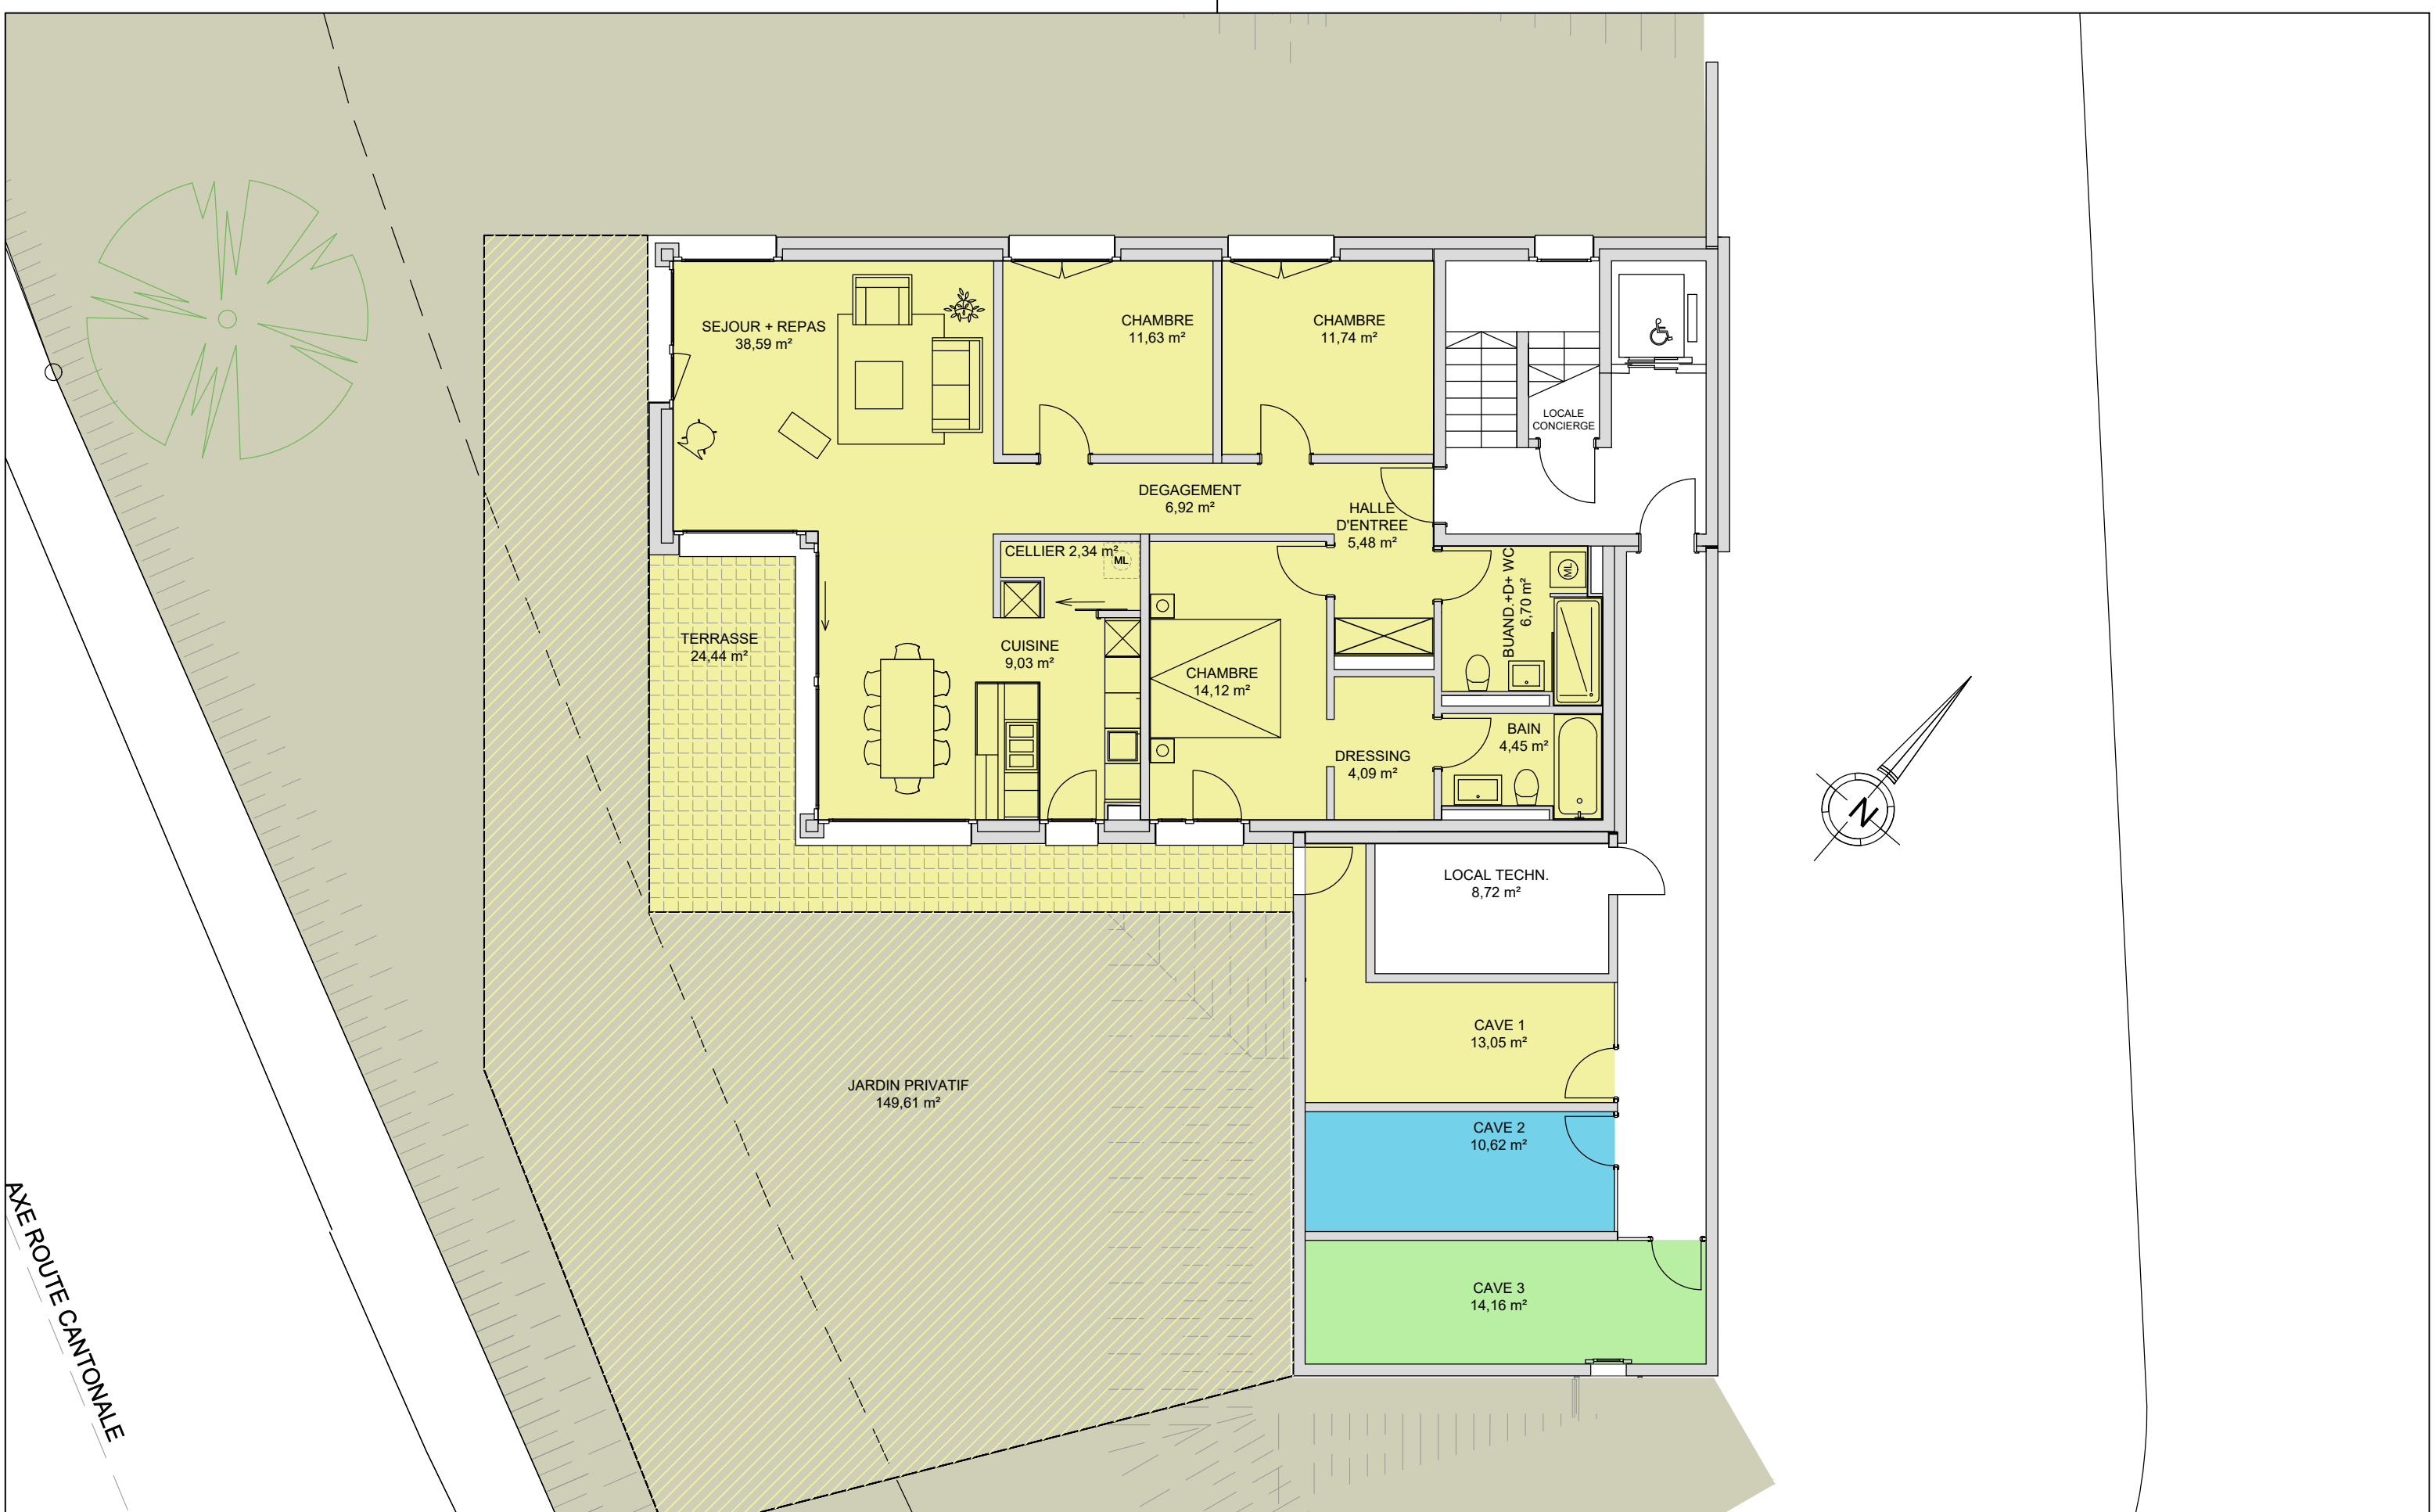 SEJOUR + REPAS
38,59 m²
CHAMBRE
11,63 m²
CHAMBRE
11,74 m²
LOCALE
CONCIERGE
DEGAGEMENT
6,92 m²
HALLE
D'ENTREE
5,48 m²
CELLIER 2,34 m²
ML
BUAND.+D+ WC
6,70 m²
ML
TERRASSE
24,44 m²
CUISINE
9,03 m²
CHAMBRE
14,12 m²
DRESSING
4,09 m²
BAIN
4,45 m²
N
LOCAL TECHN.
8,72 m²
CAVE 1
13,05 m²
JARDIN PRIVATIF
149,61 m²
CAVE 2
10,62 m²
CAVE 3
14,16 m²
AXE ROUTE CANTONALE